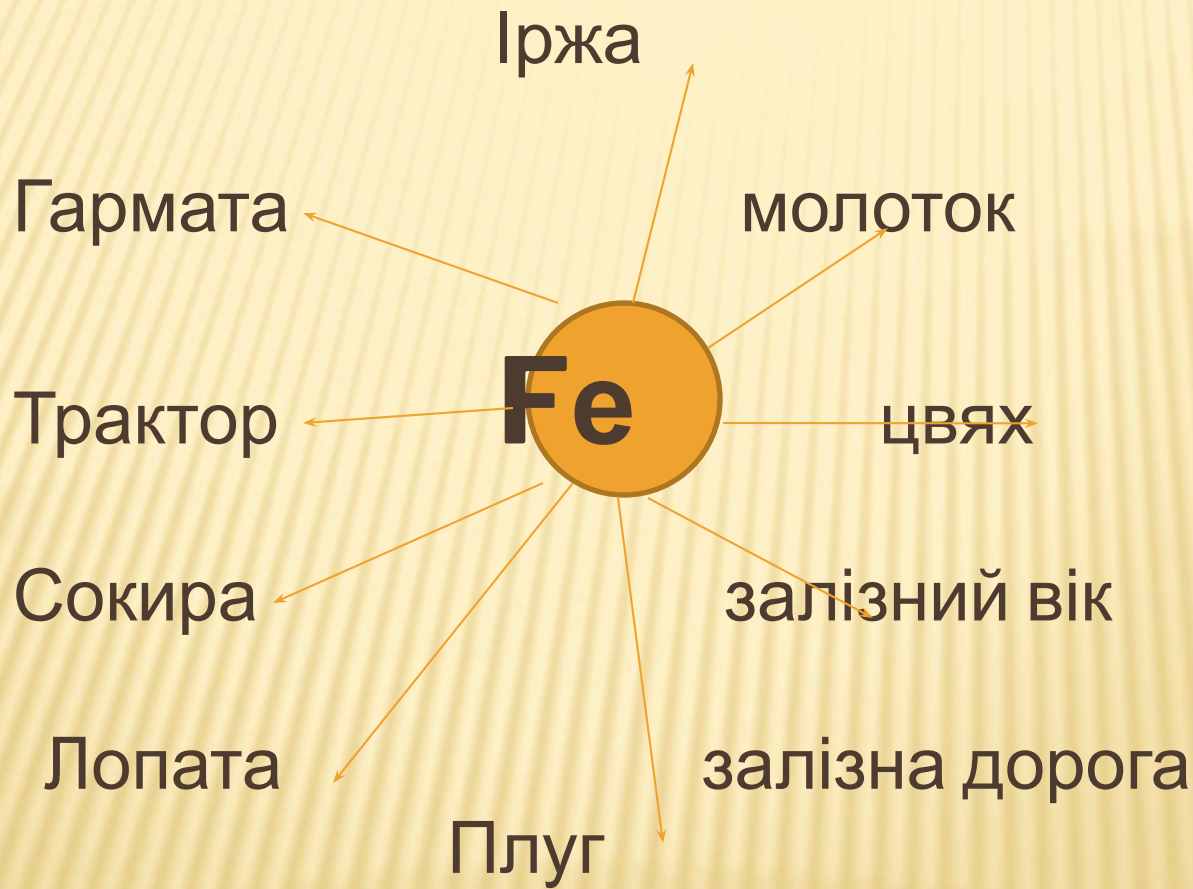 Іржа
Гармата молоток
Fe
Трактор цвях
Сокира залізний вік
Лопата залізна дорога
Плуг